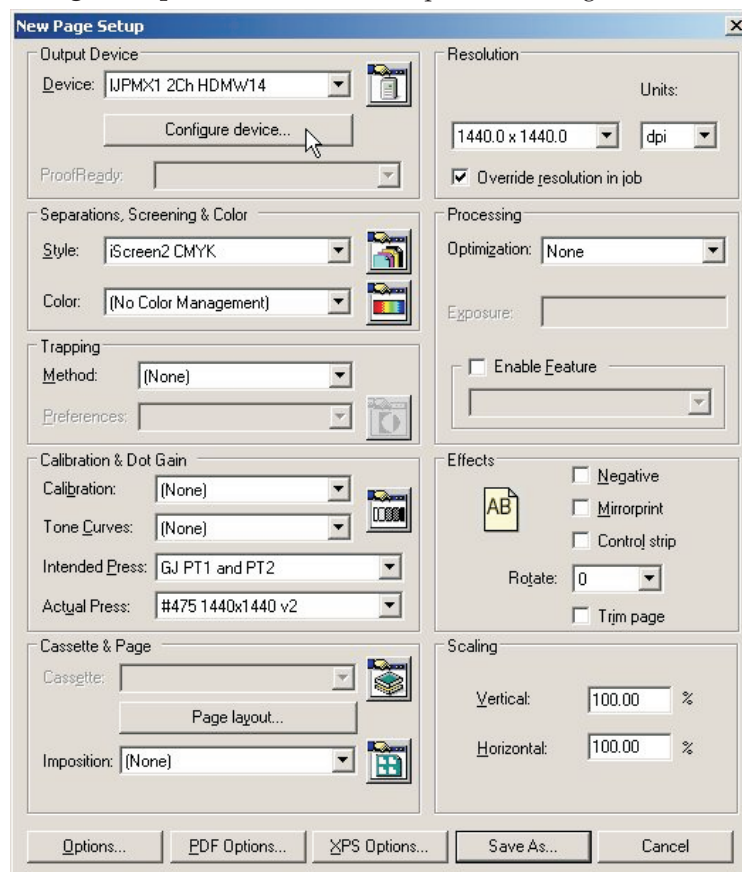 New Page Setup
Output Device
Device: IJPMX1 2Ch HDMW14
Configure device...
ProofReady:
Separations, Screening & Color
Style: iScreen2 CMYK
Color: (No Color Management)
Trapping
Method: (None)
Preferences:
Calibration & Dot Gain
Calibration: (None)
Tone Curves: (None)
Intended Press: GJ PT1 and PT2
Actual Press: #475 1440x1440 v2
Cassette & Page
Cassette:
Page layout...
Imposition: (None)
Resolution
Units:
1440.0 x 1440.0 dpi
Override resolution in job
Processing
Optimization: None
Exposure:
Enable Feature
Effects
AB
Negative
Mirrorprint
Control strip
Rotate: 0
Trim page
Scaling
Vertical: 100.00 %
Horizontal: 100.00 %
Options... PDF Options... XPS Options... Save As... Cancel